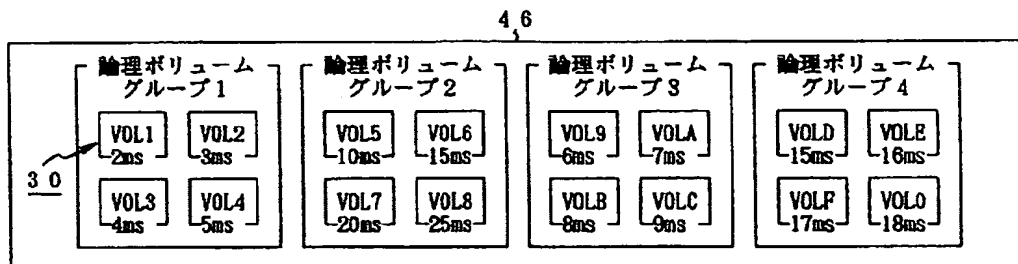 46
論理ボリューム
グループ1
論理ボリューム
グループ2
論理ボリューム
グループ3
論理ボリューム
グループ4
VOL1
2ms
VOL2
3ms
VOL5
10ms
VOL6
15ms
VOL9
6ms
VOLA
7ms
VOLD
15ms
VOLE
16ms
30
VOL3
4ms
VOL4
5ms
VOL7
20ms
VOL8
25ms
VOLB
8ms
VOLC
9ms
VOLF
17ms
VOLO
18ms